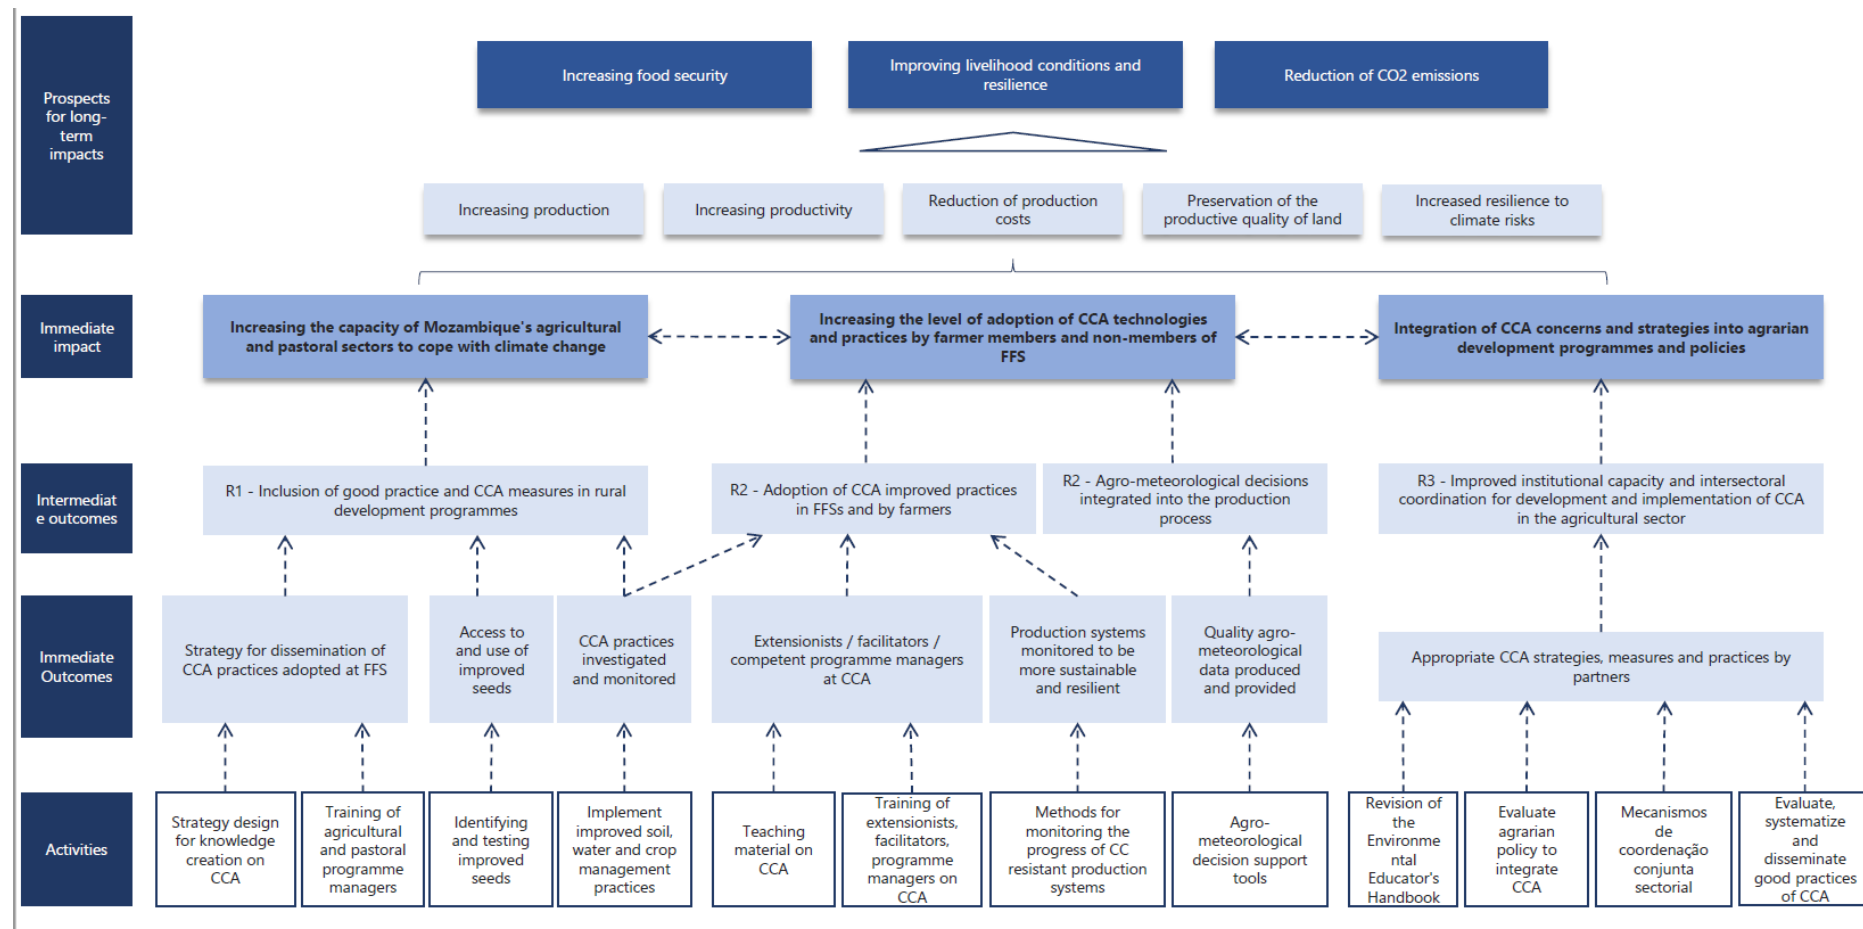 Prospects
for long-
term
impacts
Increasing food security
Improving livelihood conditions and
resilience
Reduction of CO2 emissions
Increasing production
Increasing productivity
Reduction of production
costs
Preservation of the
productive quality of land
Increased resilience to
climate risks
Immediate
impact
Increasing the capacity of Mozambique's agricultural
and pastoral sectors to cope with climate change
Increasing the level of adoption of CCA technologies
and practices by farmer members and non-members of
FFS
Integration of CCA concerns and strategies into agrarian
development programmes and policies
Intermediat
e outcomes
R1 - Inclusion of good practice and CCA measures in rural
development programmes
R2 - Adoption of CCA improved practices
in FFSs and by farmers
R2 - Agro-meteorological decisions
integrated into the production
process
R3 - Improved institutional capacity and intersectoral
coordination for development and implementation of CCA
in the agricultural sector
Immediate
Outcomes
Strategy for dissemination of
CCA practices adopted at FFS
Access to
and use of
improved
seeds
CCA practices
investigated
and monitored
Extensionists / facilitators /
competent programme managers
at CCA
Production systems
monitored to be
more sustainable
and resilient
Quality agro-
meteorological
data produced
and provided
Appropriate CCA strategies, measures and practices by
partners
Activities
Strategy design
for knowledge
creation on
CCA
Training of
agricultural
and pastoral
programme
managers
Identifying
and testing
improved
seeds
Implement
improved soil,
water and crop
management
practices
Teaching
material on
CCA
Training of
extensionists,
facilitators,
programme
managers on
CCA
Methods for
monitoring the
progress of CC
resistant production
systems
Agro-
meteorological
decision support
tools
Revision of
the
Environme
ntal
Educator's
Handbook
Evaluate
agrarian
policy to
integrate
CCA
Mecanismos
de
coordenação
conjunta
sectorial
Evaluate,
systematize
and
disseminate
good practices
of CCA